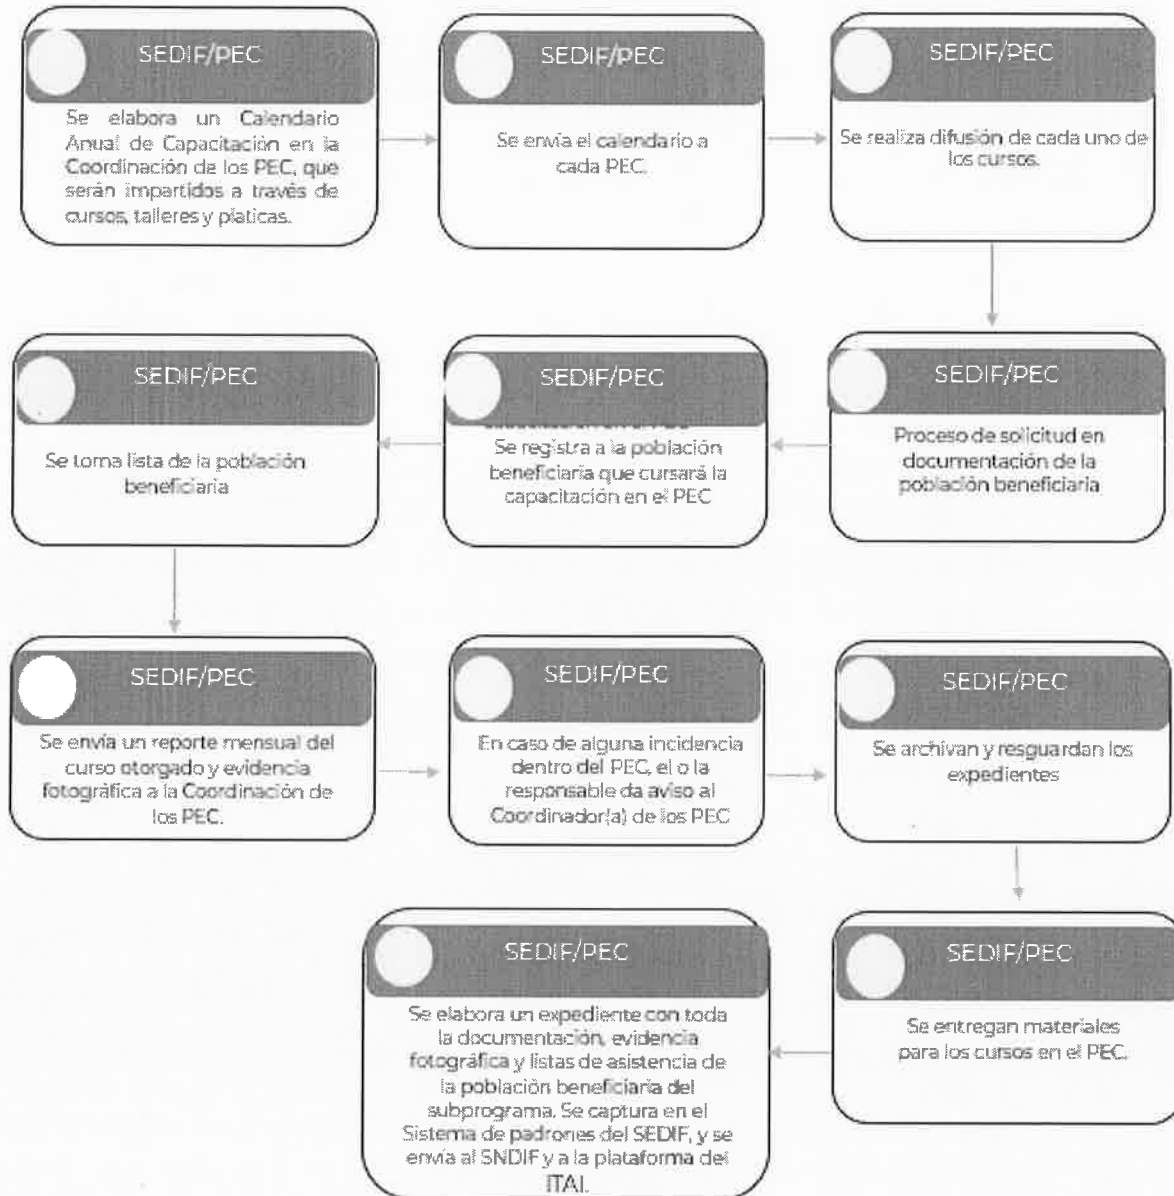 SEDIF/PEC
Se elabora un Calendario
Anual de Capacitación en la
Coordinación de los PEC, que
serán impartidos a través de
cursos, talleres y platicas.
SEDIF/PEC
Se envía el calendario a
cada PEC.
SEDIF/PEC
Se realiza difusión de cada uno de
los cursos.
SEDIF/PEC
Proceso de solicitud en
documentación de la
población beneficiaria
SEDIF/PEC
Se registra a la población
beneficiaria que cursará la
capacitación en el PEC
SEDIF/PEC
Se toma lista de la población
beneficiaria
SEDIF/PEC
Se envía un reporte mensual del
curso otorgado y evidencia
fotográfica a la Coordinación de
los PEC.
SEDIF/PEC
En caso de alguna incidencia
dentro del PEC, el o la
responsable da aviso al
Coordinador(a) de los PEC
SEDIF/PEC
Se archivan y resguardan los
expedientes
SEDIF/PEC
Se entregan materiales
para los cursos en el PEC.
SEDIF/PEC
Se elabora un expediente con toda
la documentación, evidencia
fotográfica y listas de asistencia de
la población beneficiaria del
subprograma. Se captura en el
Sistema de padrones del SEDIF, y se
envía al SNDIF y a la plataforma del
ITAI.